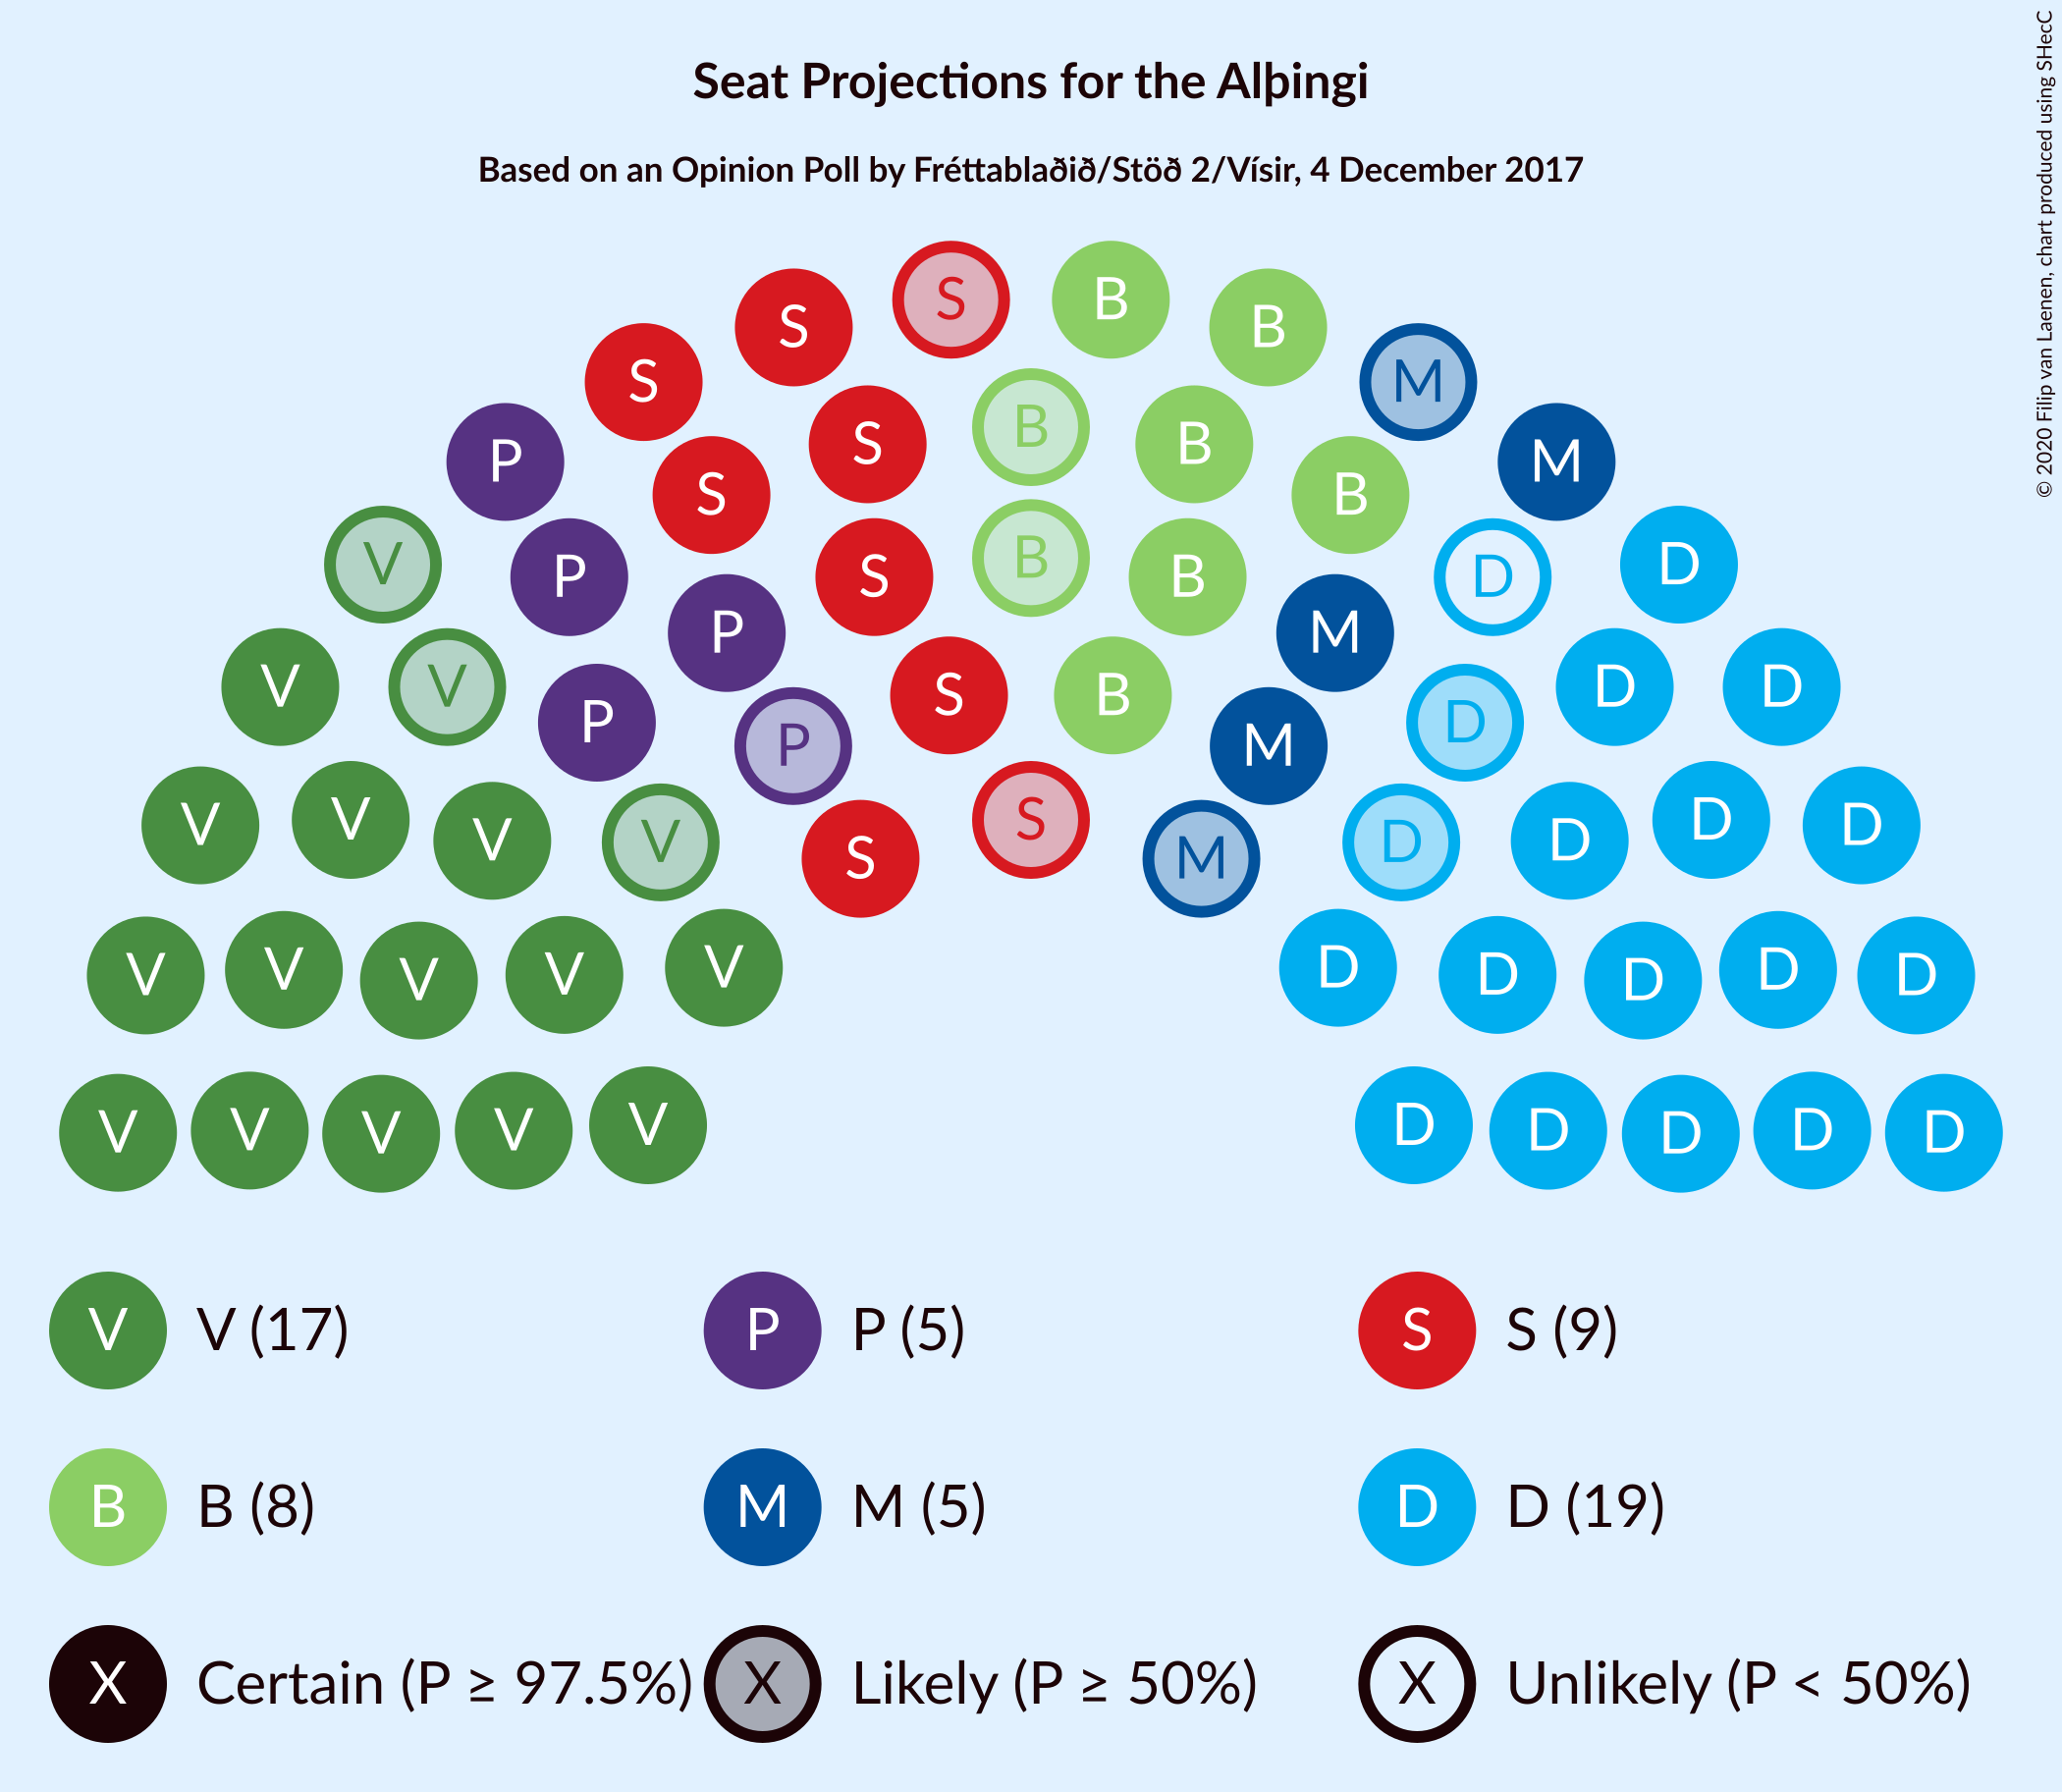 Seat Projections for the Alþingi
Based on an Opinion Poll by Fréttablaðið/Stöð 2/Vísir, 4 December 2017
© 2020 Filip van Laenen, chart produced using SHecC
S B
S B
S M
S B B
P M
S B
V D
B
P S B D
P M
V V D D
S B
P D
P M
V V D D
S
V V D D
S M
V V D D
V V D D
V V V D D D
V V V V V D D D D D
V V (17) P P (5) S S (9)
B B (8) M M (5) D D (19)
X Certain (P ≥ 97.5%) X Likely (P ≥ 50%) X Unlikely (P < 50%)